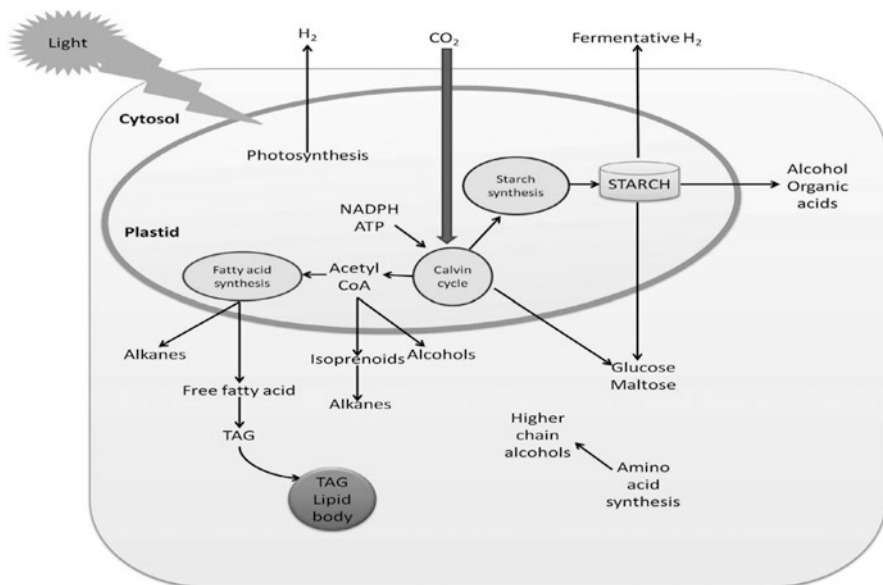 Light
H2
CO2
Fermentative H2
Cytosol
Photosynthesis
Starch
synthesis
STARCH
Alcohol
Organic
acids
NADPH
ATP
Plastid
Fatty acid
synthesis
Acetyl
CoA
Calvin
cycle
Alkanes
Isoprenoids
Alcohols
Glucose
Maltose
Free fatty acid
Alkanes
TAG
Higher
chain
alcohols
Amino
acid
synthesis
TAG
Lipid
body